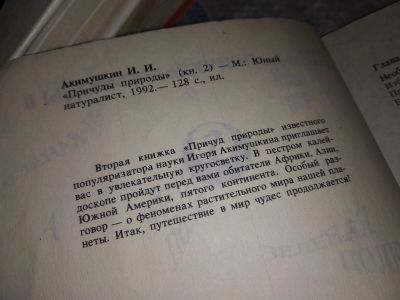 Акимушкин И. И.
«Причуды природы» (кн. 2) — М.: Юный
натуралист, 1992.— 128 с., ил.
Вторая книжка «Причуд природы» известного
популяризатора науки Игоря Акимушкина приглашает
вас в увлекательную кругосветку. В пестром калей-
доскопе пройдут перед вами обитатели Африки, Азии,
Южной Америки, пятого континента. Особый раз-
говор — о феноменах растительного мира нашей пла-
неты. Итак, путешествие в мир чудес продолжается!
Глава
Необ